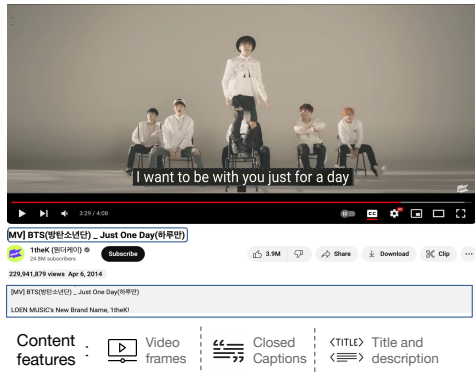 I want to be with you just for a day
3:29 / 4:08
CC
[MV] BTS(방탄소년단) _ Just One Day(하루만)
1theK (원더케이)
24.8M subscribers
Subscribe
3.9M
Share
Download
Clip
229,941,879 views Apr 6, 2014
[MV] BTS(방탄소년단) _ Just One Day(하루만)
LOEN MUSIC's New Brand Name, 1theK!
Content features :
Video frames
Closed Captions
<TITLE> Title and description